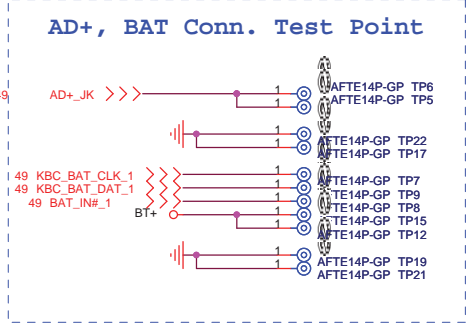 AD+, BAT Conn. Test Point
49 AD+_JK 1 AFTE14P-GP TP6
AFTE14P-GP TP5
1 AFTE14P-GP TP22
1 AFTE14P-GP TP17
49 KBC_BAT_CLK_1 1 AFTE14P-GP TP7
49 KBC_BAT_DAT_1 1 AFTE14P-GP TP9
49 BAT_IN#_1 1 AFTE14P-GP TP8
BT+ 1 AFTE14P-GP TP15
1 AFTE14P-GP TP12
1 AFTE14P-GP TP19
1 AFTE14P-GP TP21